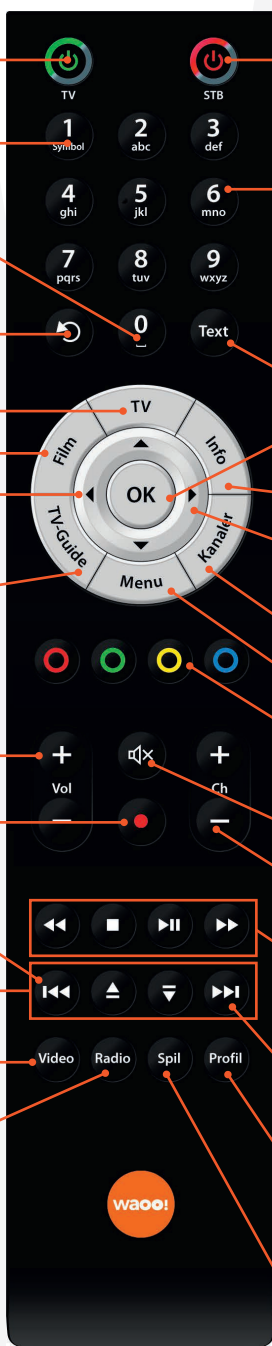 TV STB
1 2 3
Symbol abc def
4 5 6
ghi jkl mno
7 8 9
pqrs tuv wxyz
0 Text
TV
Film Info
OK
TV-Guide Kanaler
Menu
+ +
Vol Ch
− −
Video Radio Spil Profil
waoo!